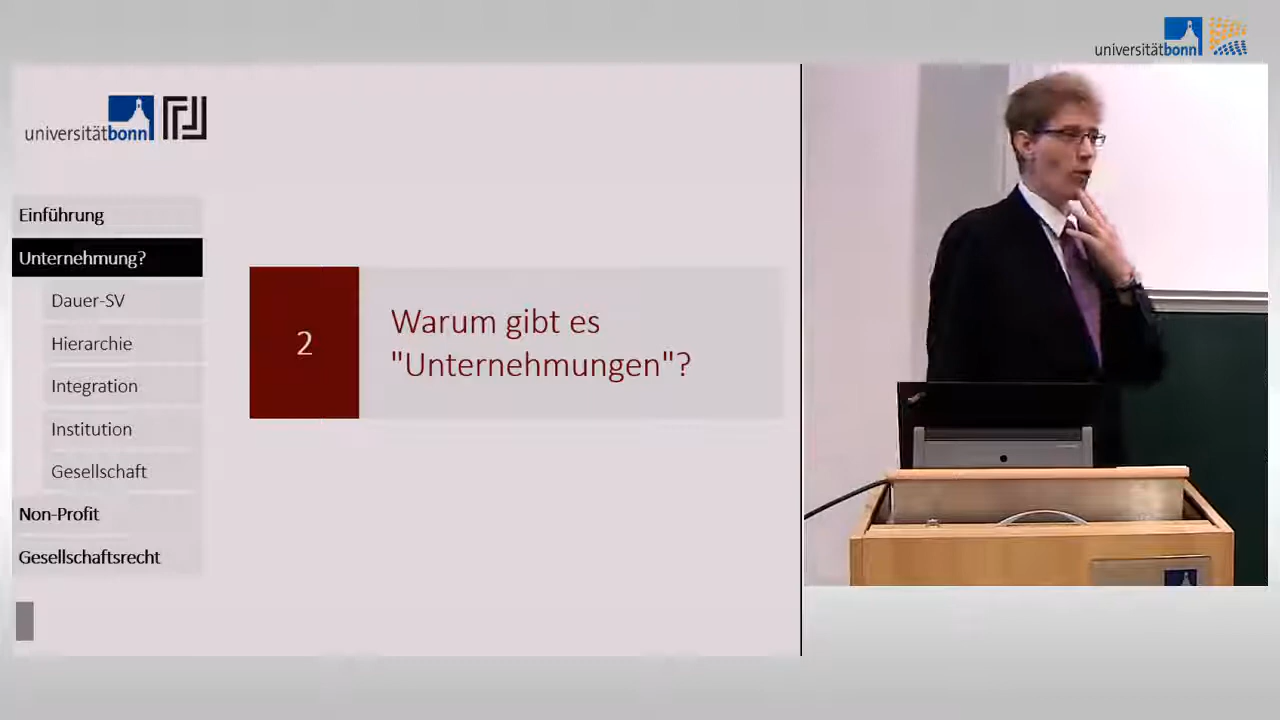 universitätbonn
universitätbonn
Einführung
Unternehmung?
Dauer-SV
Hierarchie
Integration
Institution
Gesellschaft
Non-Profit
Gesellschaftsrecht
2
Warum gibt es
"Unternehmungen"?